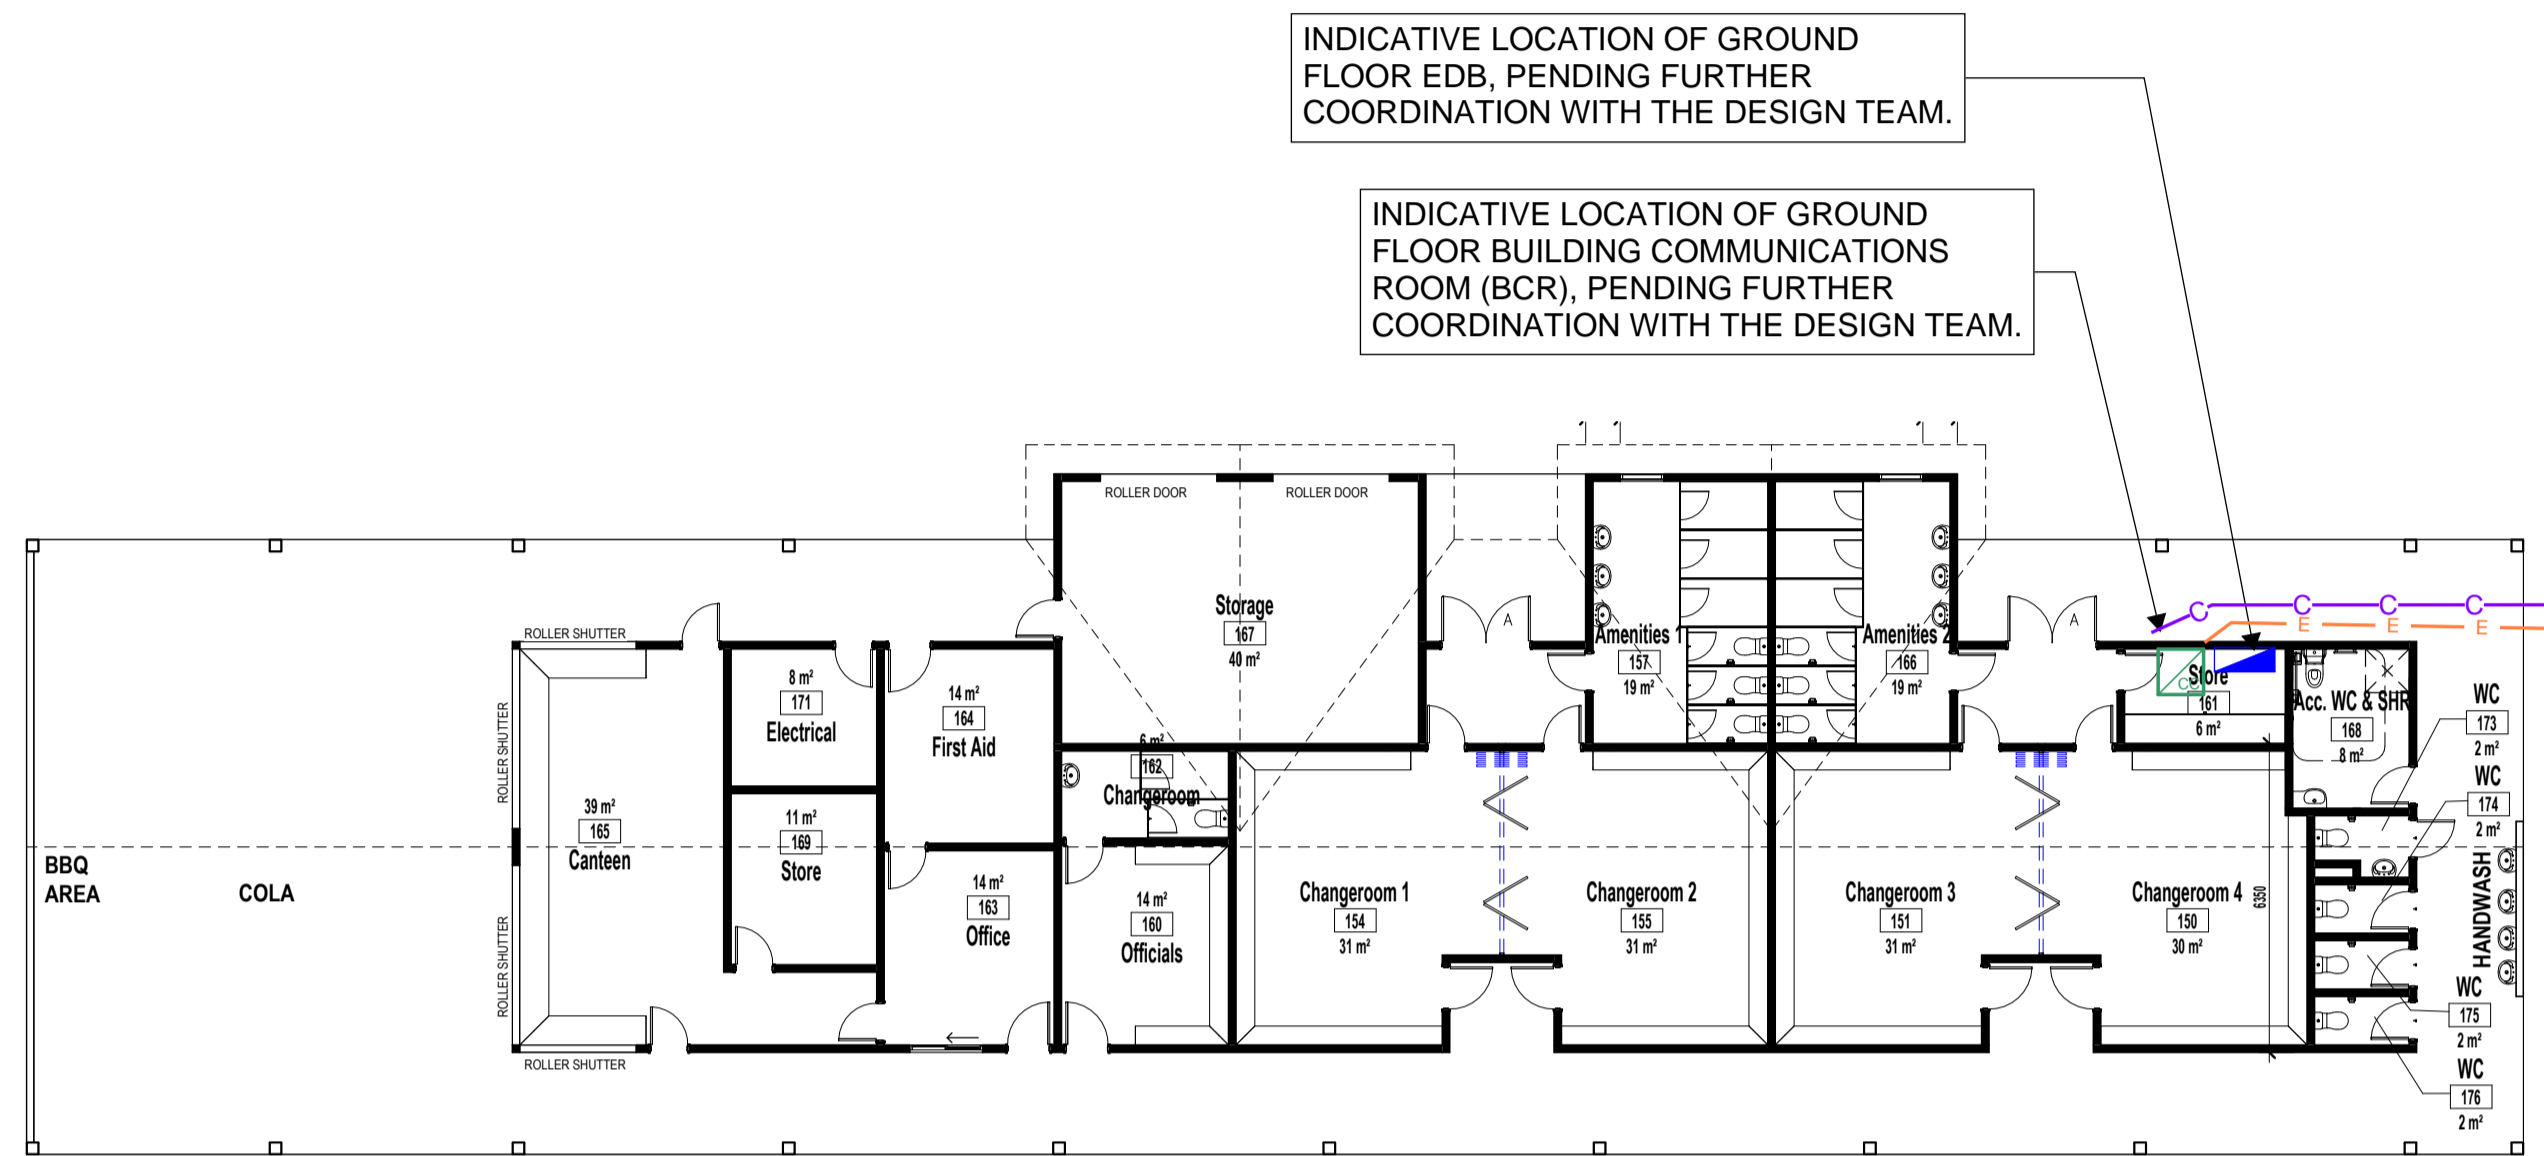 INDICATIVE LOCATION OF GROUND
FLOOR EDB, PENDING FURTHER
COORDINATION WITH THE DESIGN TEAM.
INDICATIVE LOCATION OF GROUND
FLOOR BUILDING COMMUNICATIONS
ROOM (BCR), PENDING FURTHER
COORDINATION WITH THE DESIGN TEAM.
ROLLER DOOR
ROLLER DOOR
Storage
167
40 m²
A
Amenities 1
157
19 m²
Amenities 2
166
19 m²
A
C
C
C
C
E
E
E
Store
161
6 m²
Acc. WC & SHR
168
8 m²
WC
173
2 m²
WC
174
2 m²
HANDWASH
WC
175
2 m²
WC
176
2 m²
ROLLER SHUTTER
ROLLER SHUTTER
ROLLER SHUTTER
ROLLER SHUTTER
8 m²
171
Electrical
14 m²
164
First Aid
6 m²
162
Changeroom
39 m²
165
Canteen
11 m²
169
Store
14 m²
163
Office
14 m²
160
Officials
Changeroom 1
154
31 m²
Changeroom 2
155
31 m²
Changeroom 3
151
31 m²
Changeroom 4
150
30 m²
6350
BBQ
AREA
COLA